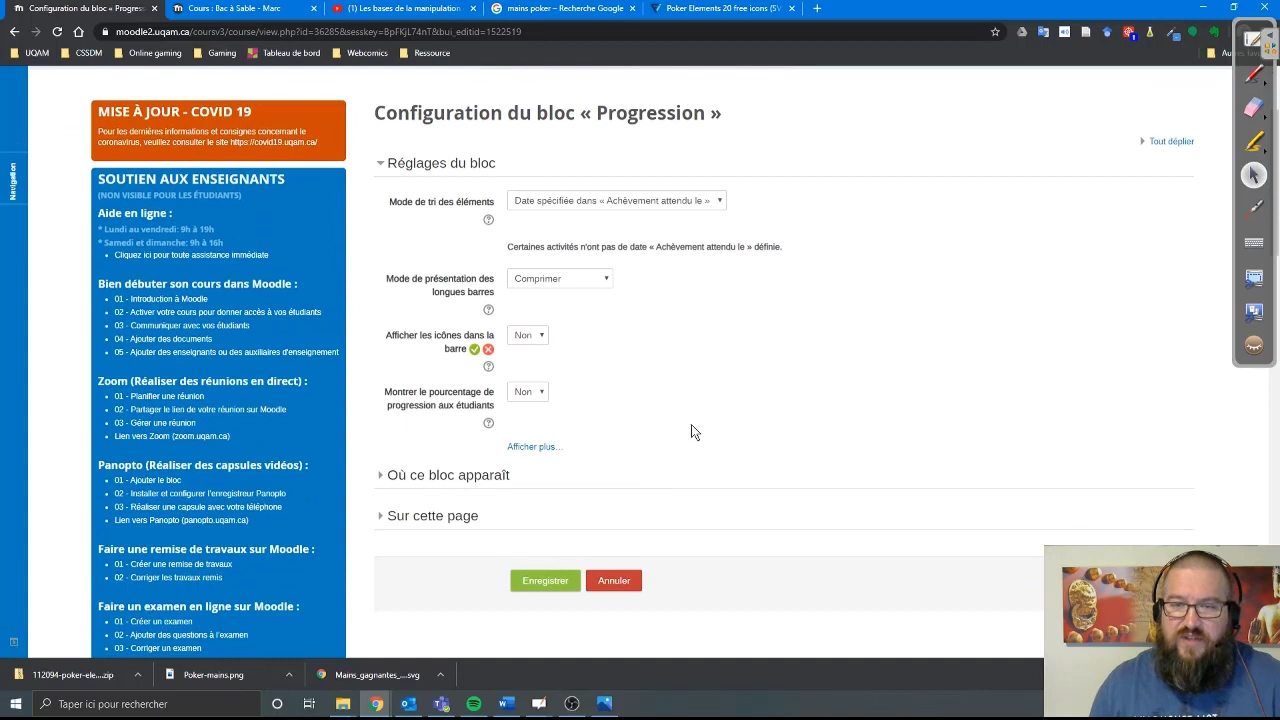 Configuration du bloc « Progres
Cours : Bac à Sable - Marc
(1) Les bases de la manipulation
mains poker – Recherche Google
Poker Elements 20 free icons (SV
moodle2.uqam.ca/coursv3/course/view.php?id=36285&sesskey=BpFKjL74nT&bui_editid=1522519
UQAM
CSSDM
Online gaming
Gaming
Tableau de bord
Webcomics
Ressource
Autres favoris
Navigation
MISE À JOUR - COVID 19
Pour les dernières informations et consignes concernant le
coronavirus, veuillez consulter le site https://covid19.uqam.ca/
SOUTIEN AUX ENSEIGNANTS
(NON VISIBLE POUR LES ÉTUDIANTS)
Aide en ligne :
* Lundi au vendredi: 9h à 19h
* Samedi et dimanche: 9h à 16h
• Cliquez ici pour toute assistance immédiate
Bien débuter son cours dans Moodle :
• 01 - Introduction à Moodle
• 02 - Activer votre cours pour donner accès à vos étudiants
• 03 - Communiquer avec vos étudiants
• 04 - Ajouter des documents
• 05 - Ajouter des enseignants ou des auxiliaires d'enseignement
Zoom (Réaliser des réunions en direct) :
• 01 - Planifier une réunion
• 02 - Partager le lien de votre réunion sur Moodle
• 03 - Gérer une réunion
• Lien vers Zoom (zoom.uqam.ca)
Panopto (Réaliser des capsules vidéos) :
• 01 - Ajouter le bloc
• 02 - Installer et configurer l'enregistreur Panopto
• 03 - Réaliser une capsule avec votre téléphone
• Lien vers Panopto (panopto.uqam.ca)
Faire une remise de travaux sur Moodle :
• 01 - Créer une remise de travaux
• 02 - Corriger les travaux remis
Faire un examen en ligne sur Moodle :
• 01 - Créer un examen
• 02 - Ajouter des questions à l'examen
• 03 - Corriger un examen
Configuration du bloc « Progression »
Tout déplier
Réglages du bloc
Mode de tri des éléments
Date spécifiée dans « Achèvement attendu le »
Certaines activités n'ont pas de date « Achèvement attendu le » définie.
Mode de présentation des
longues barres
Comprimer
Afficher les icônes dans la
barre
Non
Montrer le pourcentage de
progression aux étudiants
Non
Afficher plus...
Où ce bloc apparaît
Sur cette page
Enregistrer
Annuler
112094-poker-ele....zip
Poker-mains.png
Mains_gagnantes_....svg
Taper ici pour rechercher